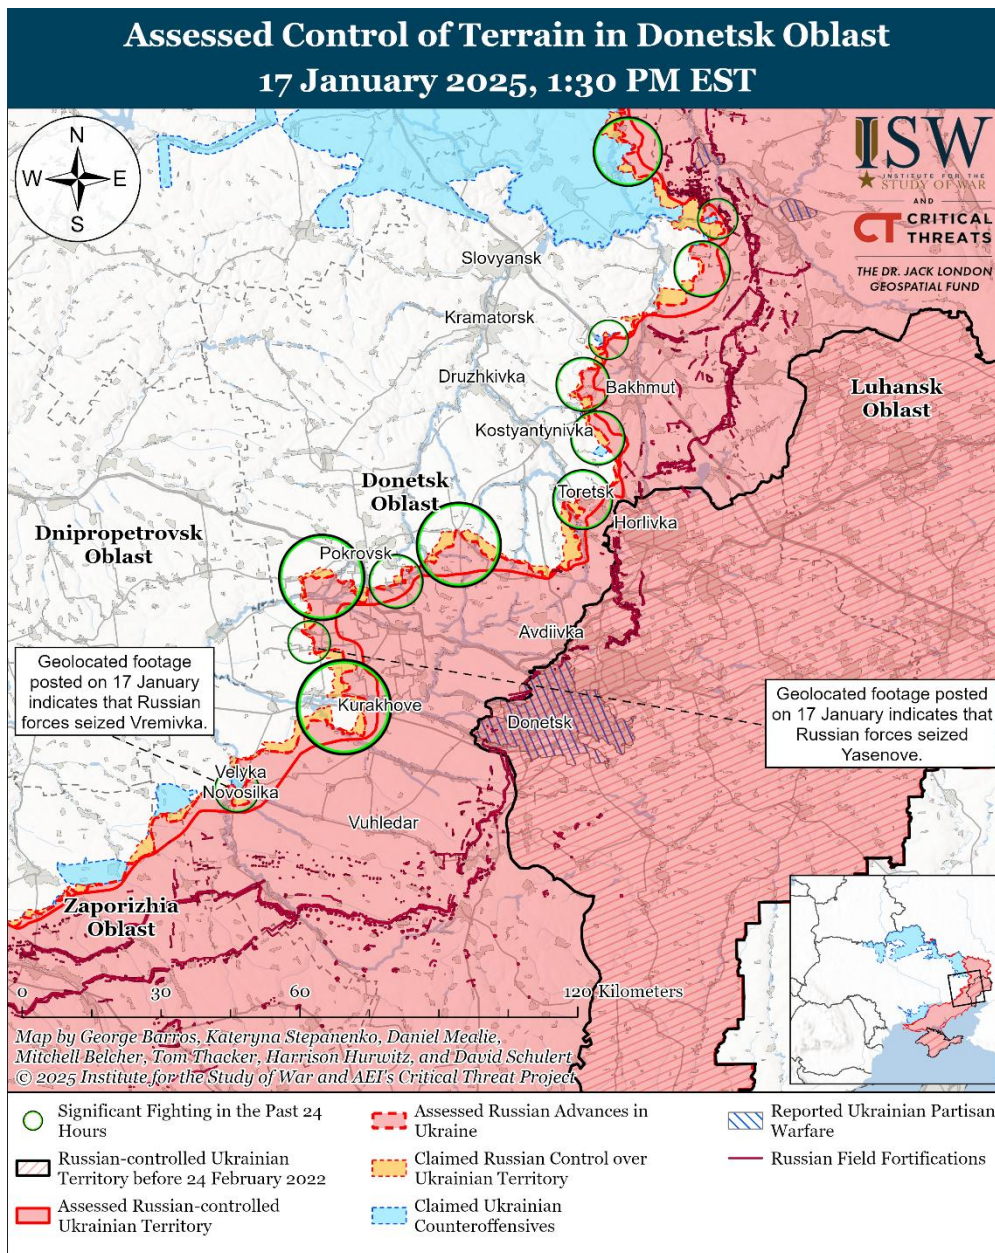 Assessed Control of Terrain in Donetsk Oblast
17 January 2025, 1:30 PM EST
N
W
E
S
ISW
INSTITUTE FOR THE
STUDY OF WAR
AND
CT CRITICAL
THREATS
THE DR. JACK LONDON
GEOSPATIAL FUND
Slovyansk
Kramatorsk
Druzhkivka
Bakhmut
Luhansk
Oblast
Kostyantynivka
Donetsk
Oblast
Toretsk
Horlivka
Dnipropetrovsk
Oblast
Pokrovsk
Avdiivka
Geolocated footage
posted on 17 January
indicates that Russian
forces seized Vremivka.
Kurakhove
Donetsk
Geolocated footage posted
on 17 January indicates that
Russian forces seized
Yasenove.
Velyka
Novosilka
Vuhledar
Zaporizhia
Oblast
0
30
60
120 Kilometers
Map by George Barros, Kateryna Stepanenko, Daniel Mealie,
Mitchell Belcher, Tom Thacker, Harrison Hurwitz, and David Schulert
© 2025 Institute for the Study of War and AEI's Critical Threat Project
Significant Fighting in the Past 24
Hours
Russian-controlled Ukrainian
Territory before 24 February 2022
Assessed Russian-controlled
Ukrainian Territory
Assessed Russian Advances in
Ukraine
Claimed Russian Control over
Ukrainian Territory
Claimed Ukrainian
Counteroffensives
Reported Ukrainian Partisan
Warfare
Russian Field Fortifications